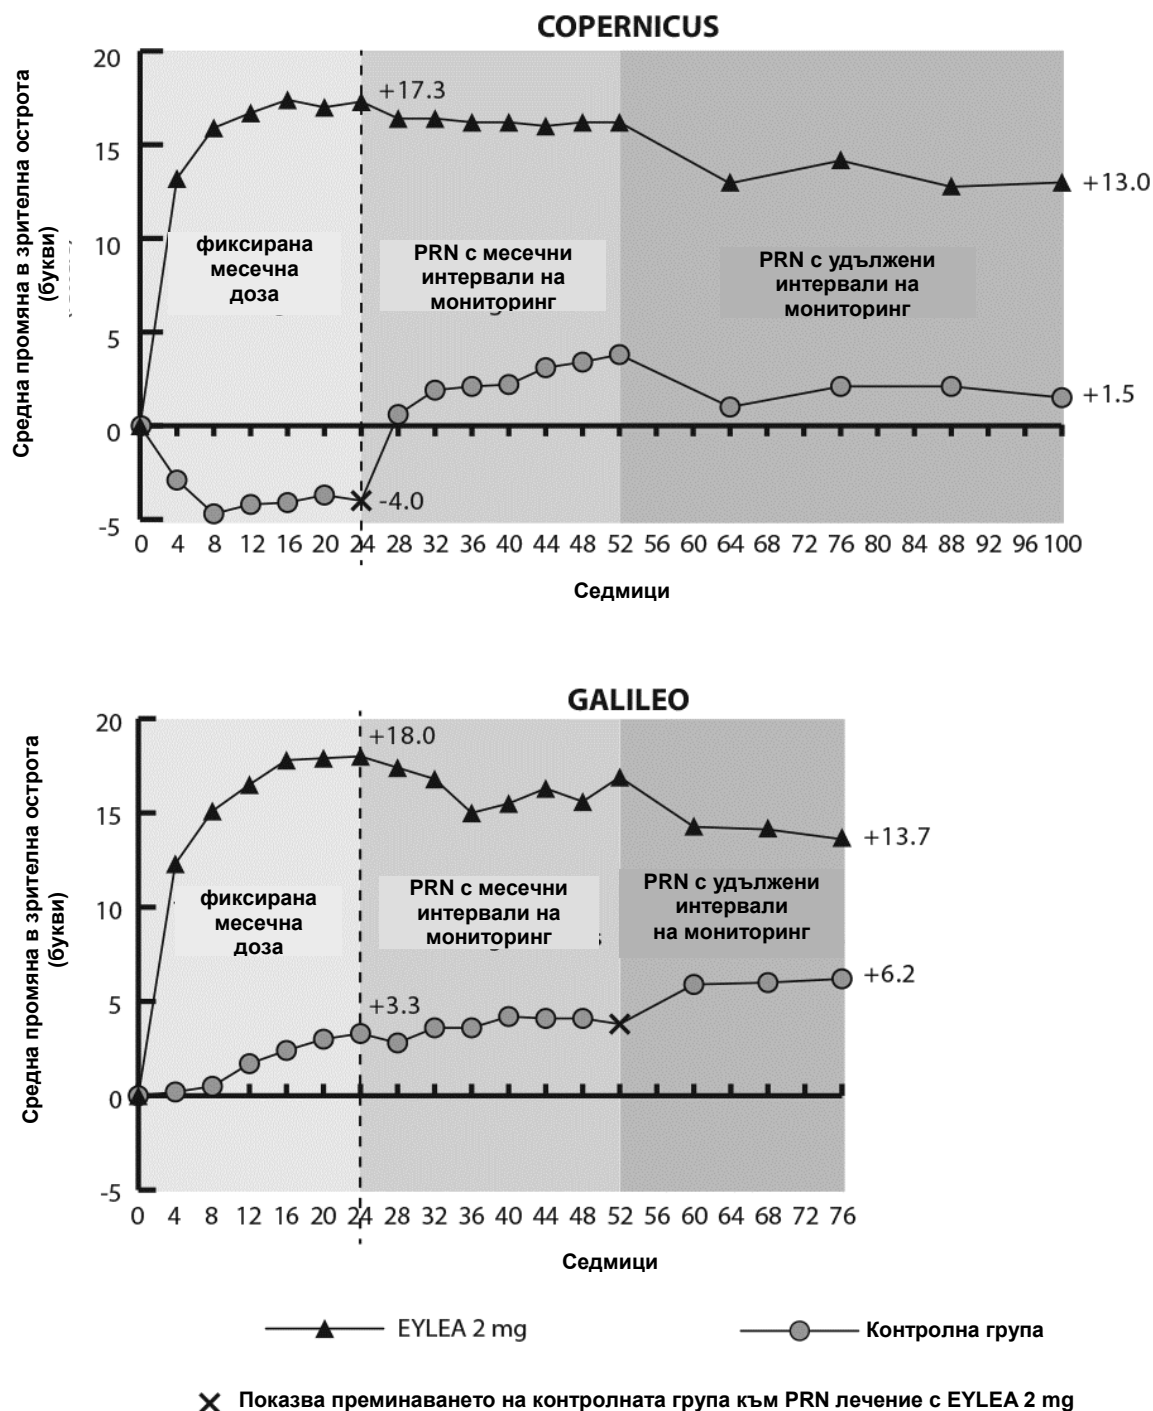 COPERNICUS
Средна промяна в зрителна острота
(букви)
20
15
10
5
0
-5
+17.3
+13.0
+1.5
-4.0
фиксирана
месечна
доза
PRN с месечни
интервали на
мониторинг
PRN с удължени
интервали на
мониторинг
0 4 8 12 16 20 24 28 32 36 40 44 48 52 56 60 64 68 72 76 80 84 88 92 96 100
Седмици
GALILEO
Средна промяна в зрителна острота
(букви)
20
15
10
5
0
-5
+18.0
+13.7
+3.3
+6.2
фиксирана
месечна
доза
PRN с месечни
интервали на
мониторинг
PRN с удължени
интервали
на мониторинг
0 4 8 12 16 20 24 28 32 36 40 44 48 52 56 60 64 68 72 76
Седмици
EYLEA 2 mg
Контролна група
Показва преминаването на контролната група към PRN лечение с EYLEA 2 mg